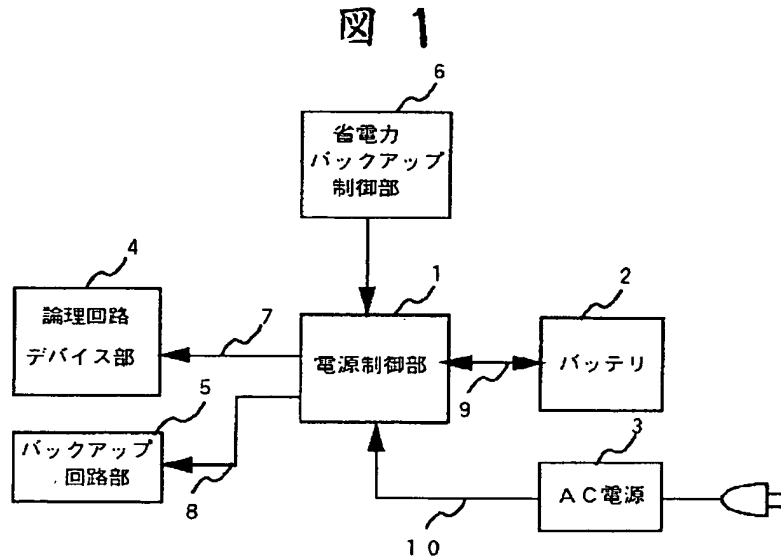 図 1
6
省電力
バックアップ
制御部
4
論理回路
デバイス部
7
1
電源制御部
2
バッテリ
9
5
バックアップ
回路部
8
3
AC電源
10